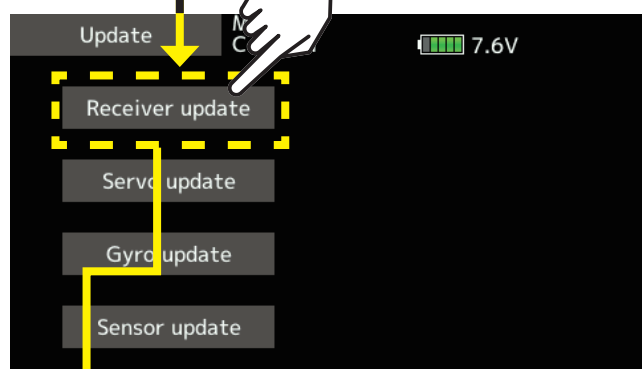 Update
7.6V
Receiver update
Servo update
Gyro update
Sensor update